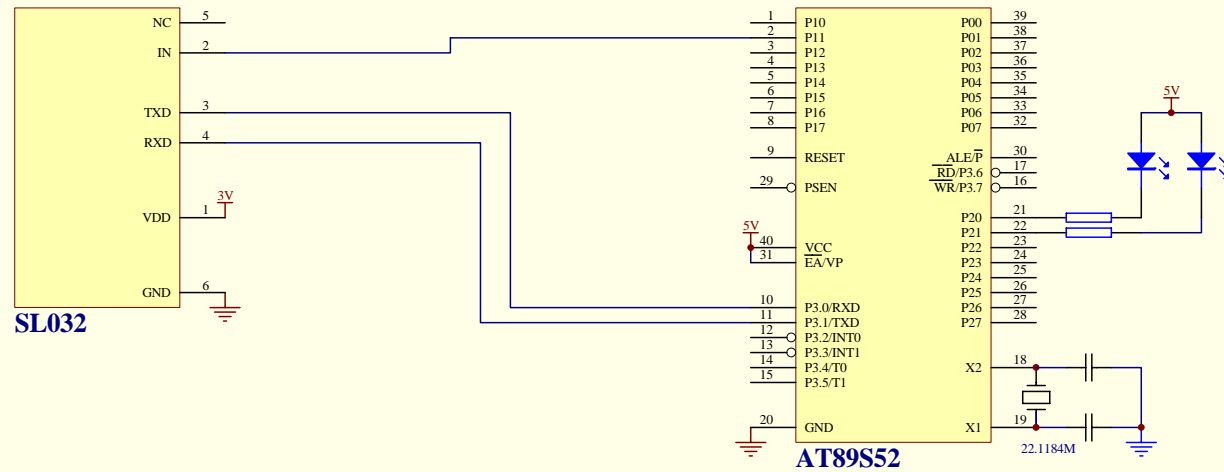 NC 5
IN 2
TXD 3
RXD 4
3V
VDD 1
GND 6
SL032
1 P10 P00 39
2 P11 P01 38
3 P12 P02 37
4 P13 P03 36
5 P14 P04 35
6 P15 P05 34
7 P16 P06 33
8 P17 P07 32
9 RESET ALE/P 30
RD/P3.6 17
29 PSEN WR/P3.7 16
P20 21
P21 22
5V
40 VCC P22 23
31 EA/VP P23 24
P24 25
P25 26
10 P3.0/RXD P26 27
11 P3.1/TXD P27 28
12 P3.2/INT0
13 P3.3/INT1
14 P3.4/T0 X2 18
15 P3.5/T1
20 GND X1 19
22.1184M
AT89S52
5V